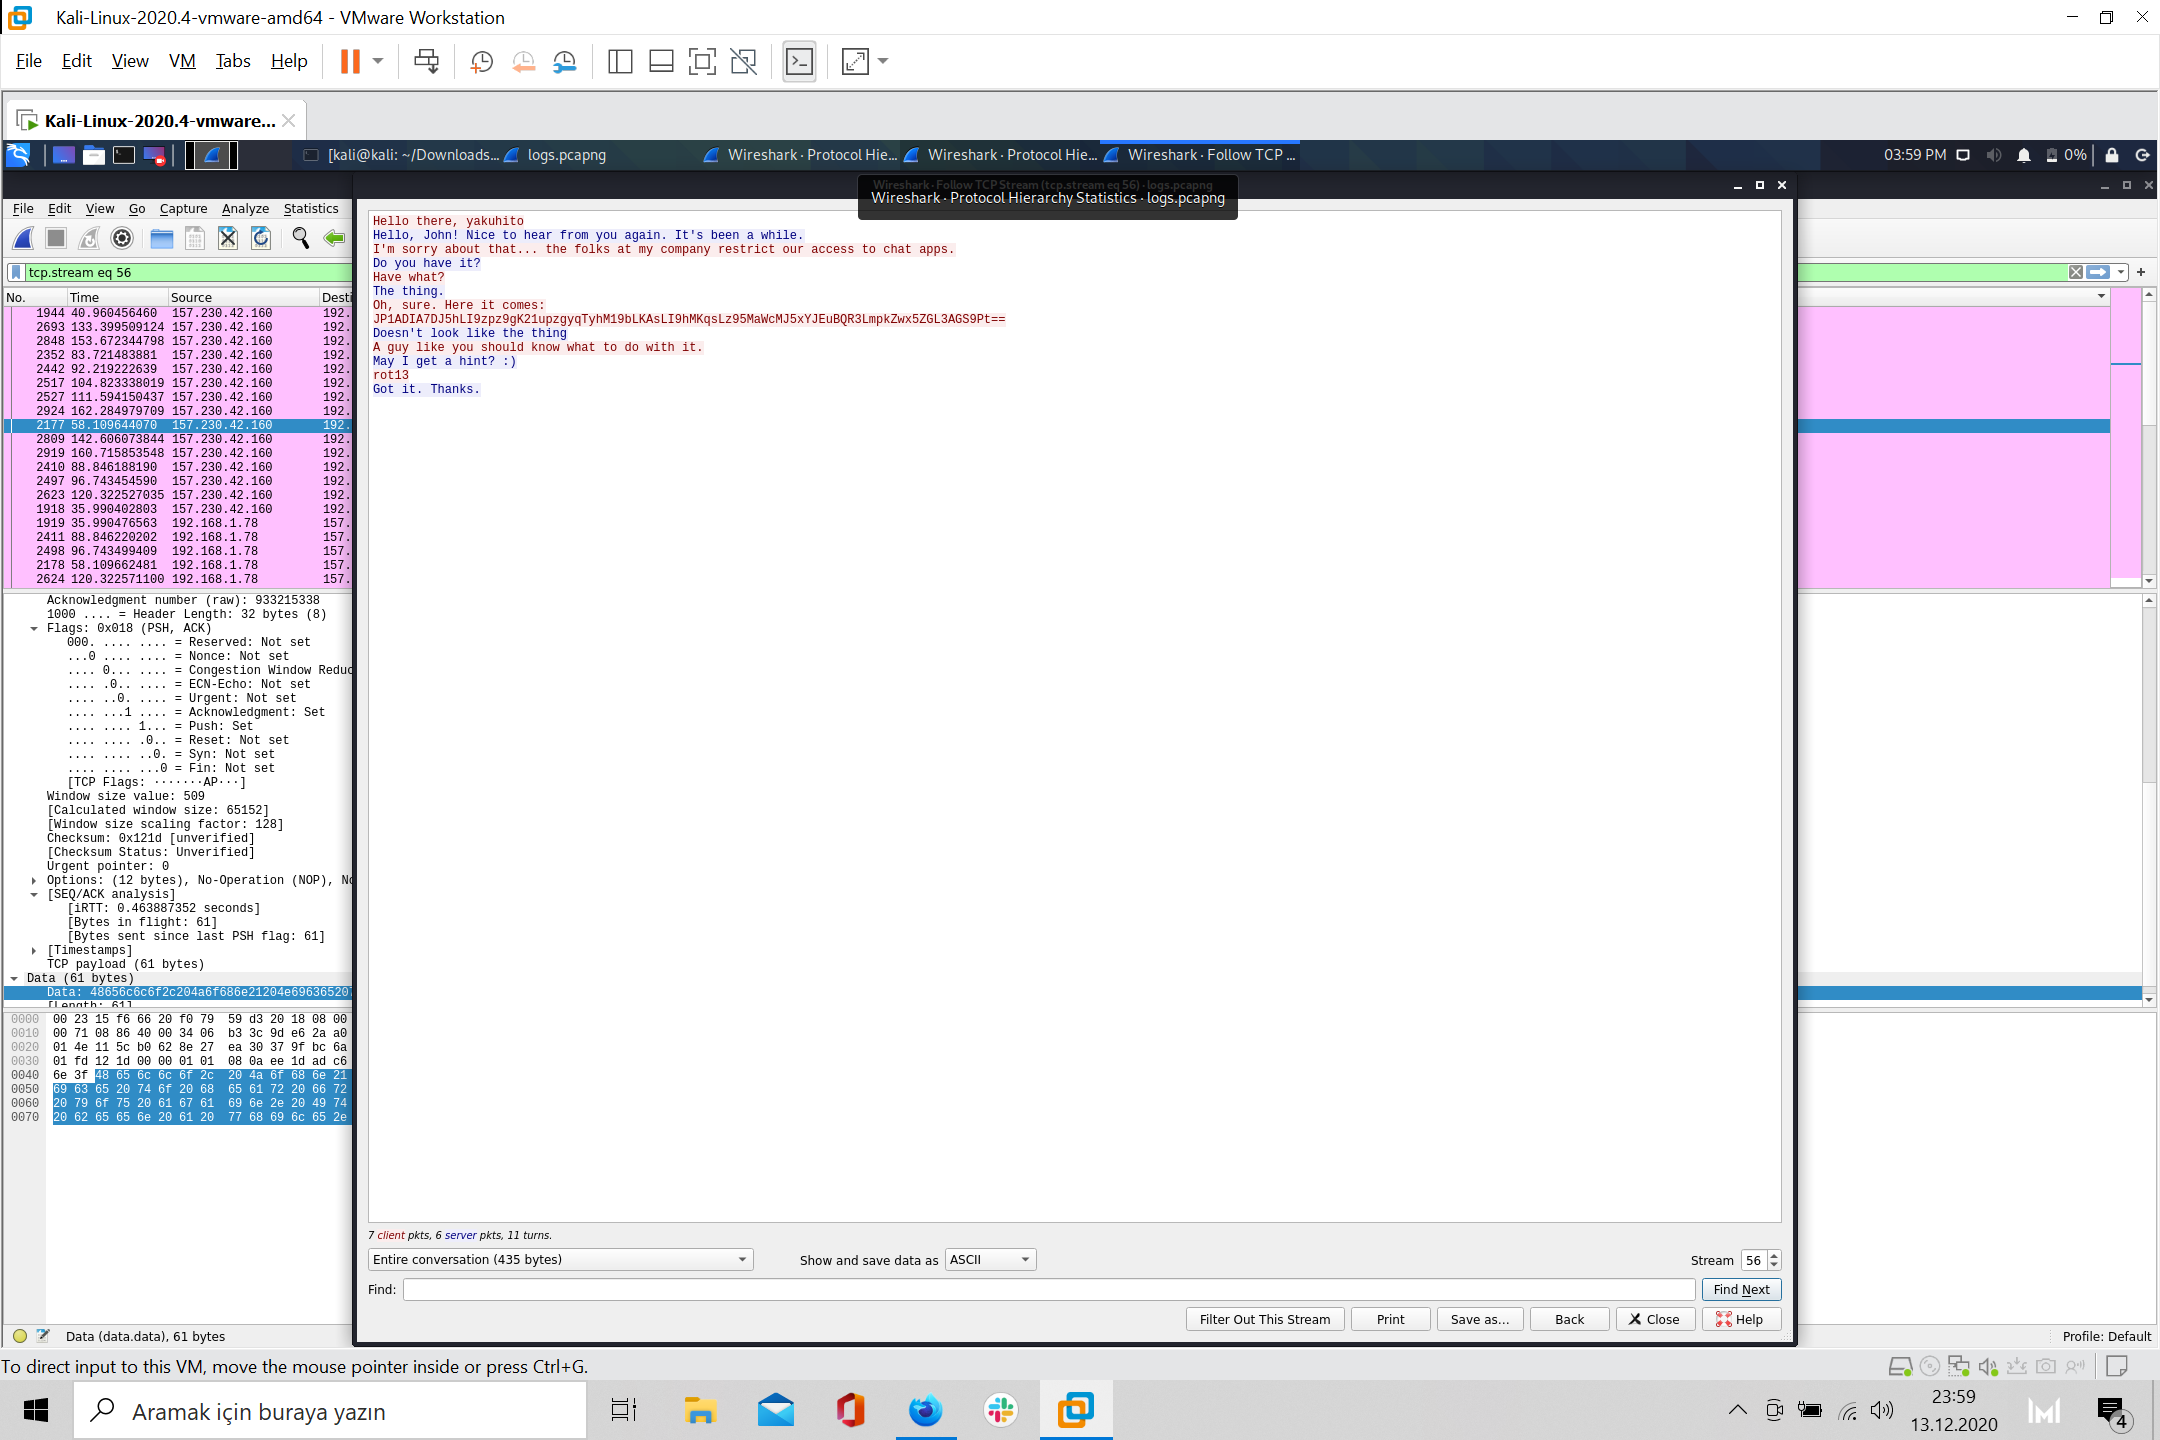 Kali-Linux-2020.4-vmware-amd64 - VMware Workstation
File Edit View VM Tabs Help
Kali-Linux-2020.4-vmware...
[kali@kali: ~/Downloads... logs.pcapng Wireshark · Protocol Hie... Wireshark · Protocol Hie... Wireshark · Follow TCP ... 03:59 PM 0%
Wireshark · Follow TCP Stream (tcp.stream eq 56) · logs.pcapng
Wireshark · Protocol Hierarchy Statistics · logs.pcapng
File Edit View Go Capture Analyze Statistics
tcp.stream eq 56
No. Time Source Desti
1944 40.960456460 157.230.42.160 192.
2693 133.399509124 157.230.42.160 192.
2848 153.672344798 157.230.42.160 192.
2352 83.721483881 157.230.42.160 192.
2442 92.219222639 157.230.42.160 192.
2517 104.823338019 157.230.42.160 192.
2527 111.594150437 157.230.42.160 192.
2924 162.284979709 157.230.42.160 192.
2177 58.109644070 157.230.42.160 192.
2809 142.606073844 157.230.42.160 192.
2919 160.715853548 157.230.42.160 192.
2410 88.846188190 157.230.42.160 192.
2497 96.743454590 157.230.42.160 192.
2623 120.322527035 157.230.42.160 192.
1918 35.990402803 157.230.42.160 192.
1919 35.990476563 192.168.1.78 157.
2411 88.846220202 192.168.1.78 157.
2498 96.743499409 192.168.1.78 157.
2178 58.109662481 192.168.1.78 157.
2624 120.322571100 192.168.1.78 157.
Acknowledgment number (raw): 933215338
1000 .... = Header Length: 32 bytes (8)
Flags: 0x018 (PSH, ACK)
000. .... .... = Reserved: Not set
...0 .... .... = Nonce: Not set
.... 0... .... = Congestion Window Reduc
.... .0.. .... = ECN-Echo: Not set
.... ..0. .... = Urgent: Not set
.... ...1 .... = Acknowledgment: Set
.... .... 1... = Push: Set
.... .... .0.. = Reset: Not set
.... .... ..0. = Syn: Not set
.... .... ...0 = Fin: Not set
[TCP Flags: ·······AP···]
Window size value: 509
[Calculated window size: 65152]
[Window size scaling factor: 128]
Checksum: 0x121d [unverified]
[Checksum Status: Unverified]
Urgent pointer: 0
Options: (12 bytes), No-Operation (NOP), No
[SEQ/ACK analysis]
[iRTT: 0.463887352 seconds]
[Bytes in flight: 61]
[Bytes sent since last PSH flag: 61]
[Timestamps]
TCP payload (61 bytes)
Data (61 bytes)
Data: 48656c6c6f2c204a6f686e21204e696365207
[Length: 61]
0000 00 23 15 f6 66 20 f0 79 59 d3 20 18 08 00
0010 00 71 08 86 40 00 34 06 b3 3c 9d e6 2a a0
0020 01 4e 11 5c b0 62 8e 27 ea 30 37 9f bc 6a
0030 01 fd 12 1d 00 00 01 01 08 0a ee 1d ad c6
0040 6e 3f 48 65 6c 6c 6f 2c 20 4a 6f 68 6e 21
0050 69 63 65 20 74 6f 20 68 65 61 72 20 66 72
0060 20 79 6f 75 20 61 67 61 69 6e 2e 20 49 74
0070 20 62 65 65 6e 20 61 20 77 68 69 6c 65 2e
Data (data.data), 61 bytes
Hello there, yakuhito
Hello, John! Nice to hear from you again. It's been a while.
I'm sorry about that... the folks at my company restrict our access to chat apps.
Do you have it?
Have what?
The thing.
Oh, sure. Here it comes:
JP1ADIA7DJ5hLI9zpz9gK21upzgyqTyhM19bLKAsLI9hMKqsLz95MaWcMJ5xYJEuBQR3LmpkZwx5ZGL3AGS9Pt==
Doesn't look like the thing
A guy like you should know what to do with it.
May I get a hint? :)
rot13
Got it. Thanks.
7 client pkts, 6 server pkts, 11 turns.
Entire conversation (435 bytes) Show and save data as ASCII Stream 56
Find: Find Next
Filter Out This Stream Print Save as... Back Close Help
Profile: Default
To direct input to this VM, move the mouse pointer inside or press Ctrl+G.
Aramak için buraya yazın
23:59
13.12.2020
4